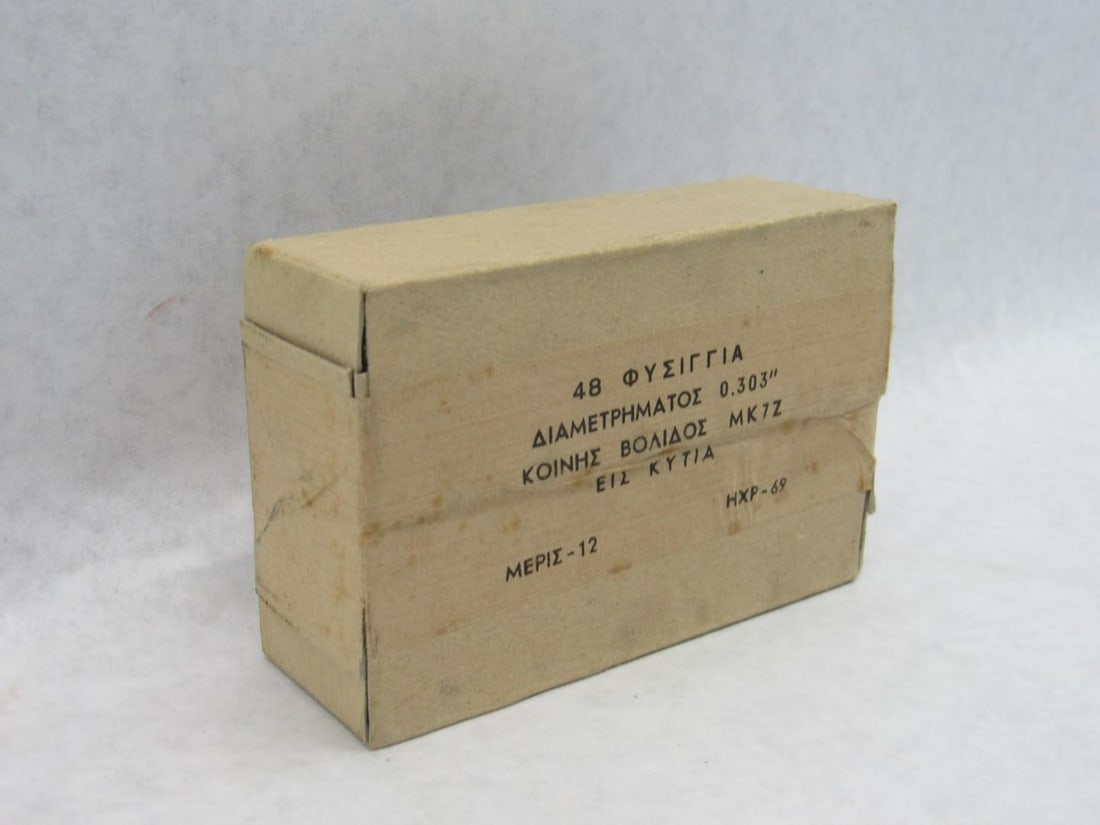 48 ΦΥΣΙΓΓΙΑ
ΔΙΑΜΕΤΡΗΜΑΤΟΣ 0.303"
ΚΟΙΝΗΣ ΒΟΛΙΔΟΣ ΜΚ7Ζ
ΕΙΣ ΚΥΤΙΑ
ΗΧΡ-69
ΜΕΡΙΣ-12